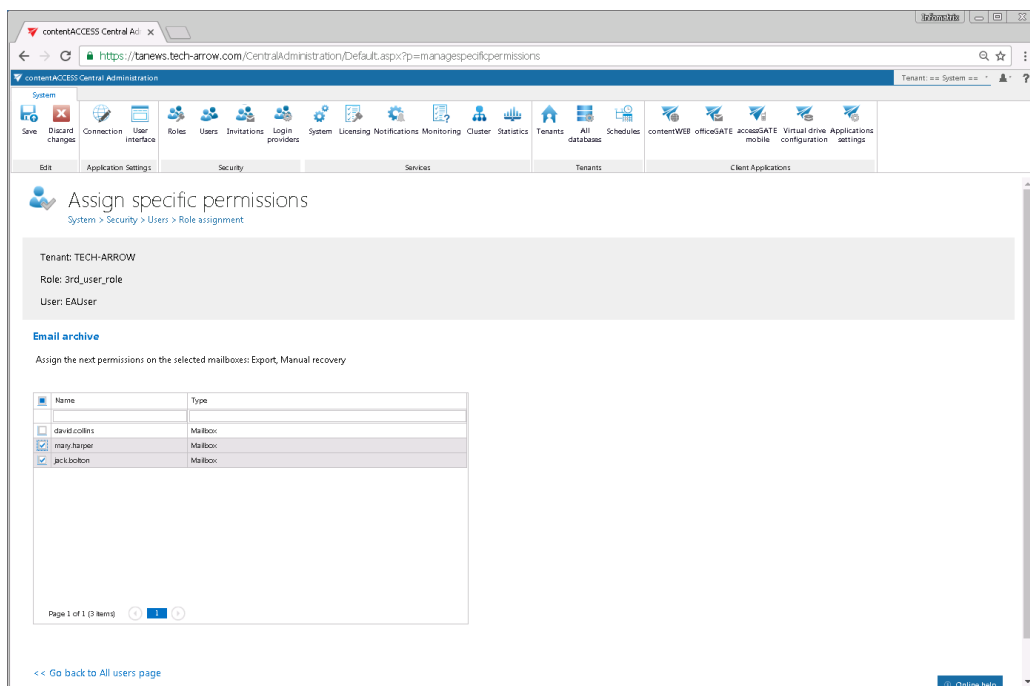 Infomatrix
contentACCESS Central Ad
https://tanews.tech-arrow.com/CentralAdministration/Default.aspx?p=managespecificpermissions
contentACCESS Central Administration
Tenant: == System ==
System
Save
Discard changes
Connection
User interface
Roles
Users
Invitations
Login providers
System
Licensing
Notifications
Monitoring
Cluster
Statistics
Tenants
All databases
Schedules
contentWEB
officeGATE
accessGATE mobile
Virtual drive configuration
Applications settings
Edit
Application Settings
Security
Services
Tenants
Client Applications
Assign specific permissions
System > Security > Users > Role assignment
Tenant: TECH-ARROW
Role: 3rd_user_role
User: EAUser
Email archive
Assign the next permissions on the selected mailboxes: Export, Manual recovery
Name Type
david.collins Mailbox
mary.harper Mailbox
jack.bolton Mailbox
Page 1 of 1 (3 items) 1
<< Go back to All users page
Online help